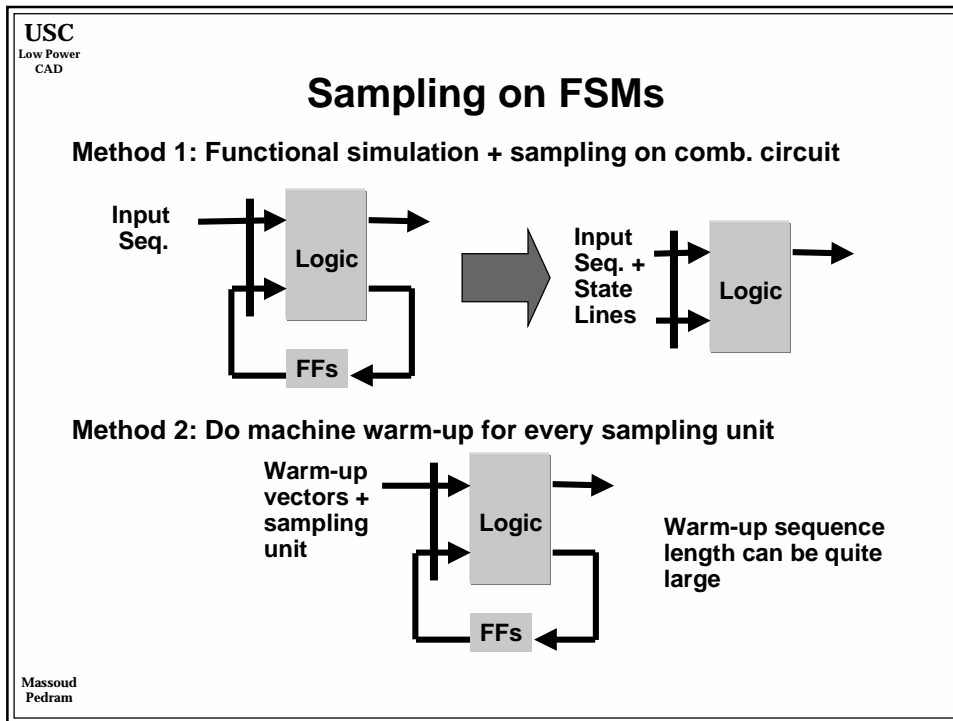 USC
Low Power
CAD
Sampling on FSMs
Method 1: Functional simulation + sampling on comb. circuit
Input
Seq.
Logic
FFs
Input
Seq. +
State
Lines
Logic
Method 2: Do machine warm-up for every sampling unit
Warm-up
vectors +
sampling
unit
Logic
FFs
Warm-up sequence
length can be quite
large
Massoud
Pedram